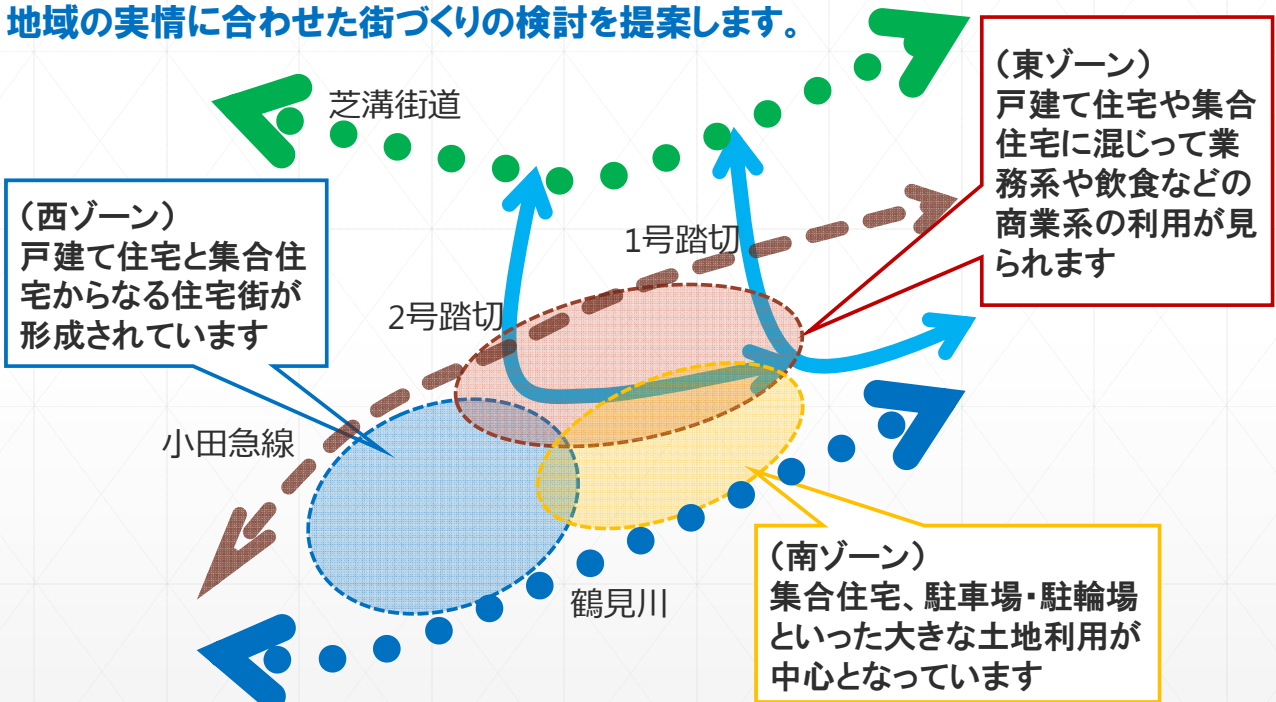 地域の実情に合わせた街づくりの検討を提案します。
芝溝街道
（東ゾーン）
戸建て住宅や集合
住宅に混じって業
務系や飲食などの
商業系の利用が見
られます
（西ゾーン）
戸建て住宅と集合住
宅からなる住宅街が
形成されています
1号踏切
2号踏切
小田急線
鶴見川
（南ゾーン）
集合住宅、駐車場・駐輪場
といった大きな土地利用が
中心となっています